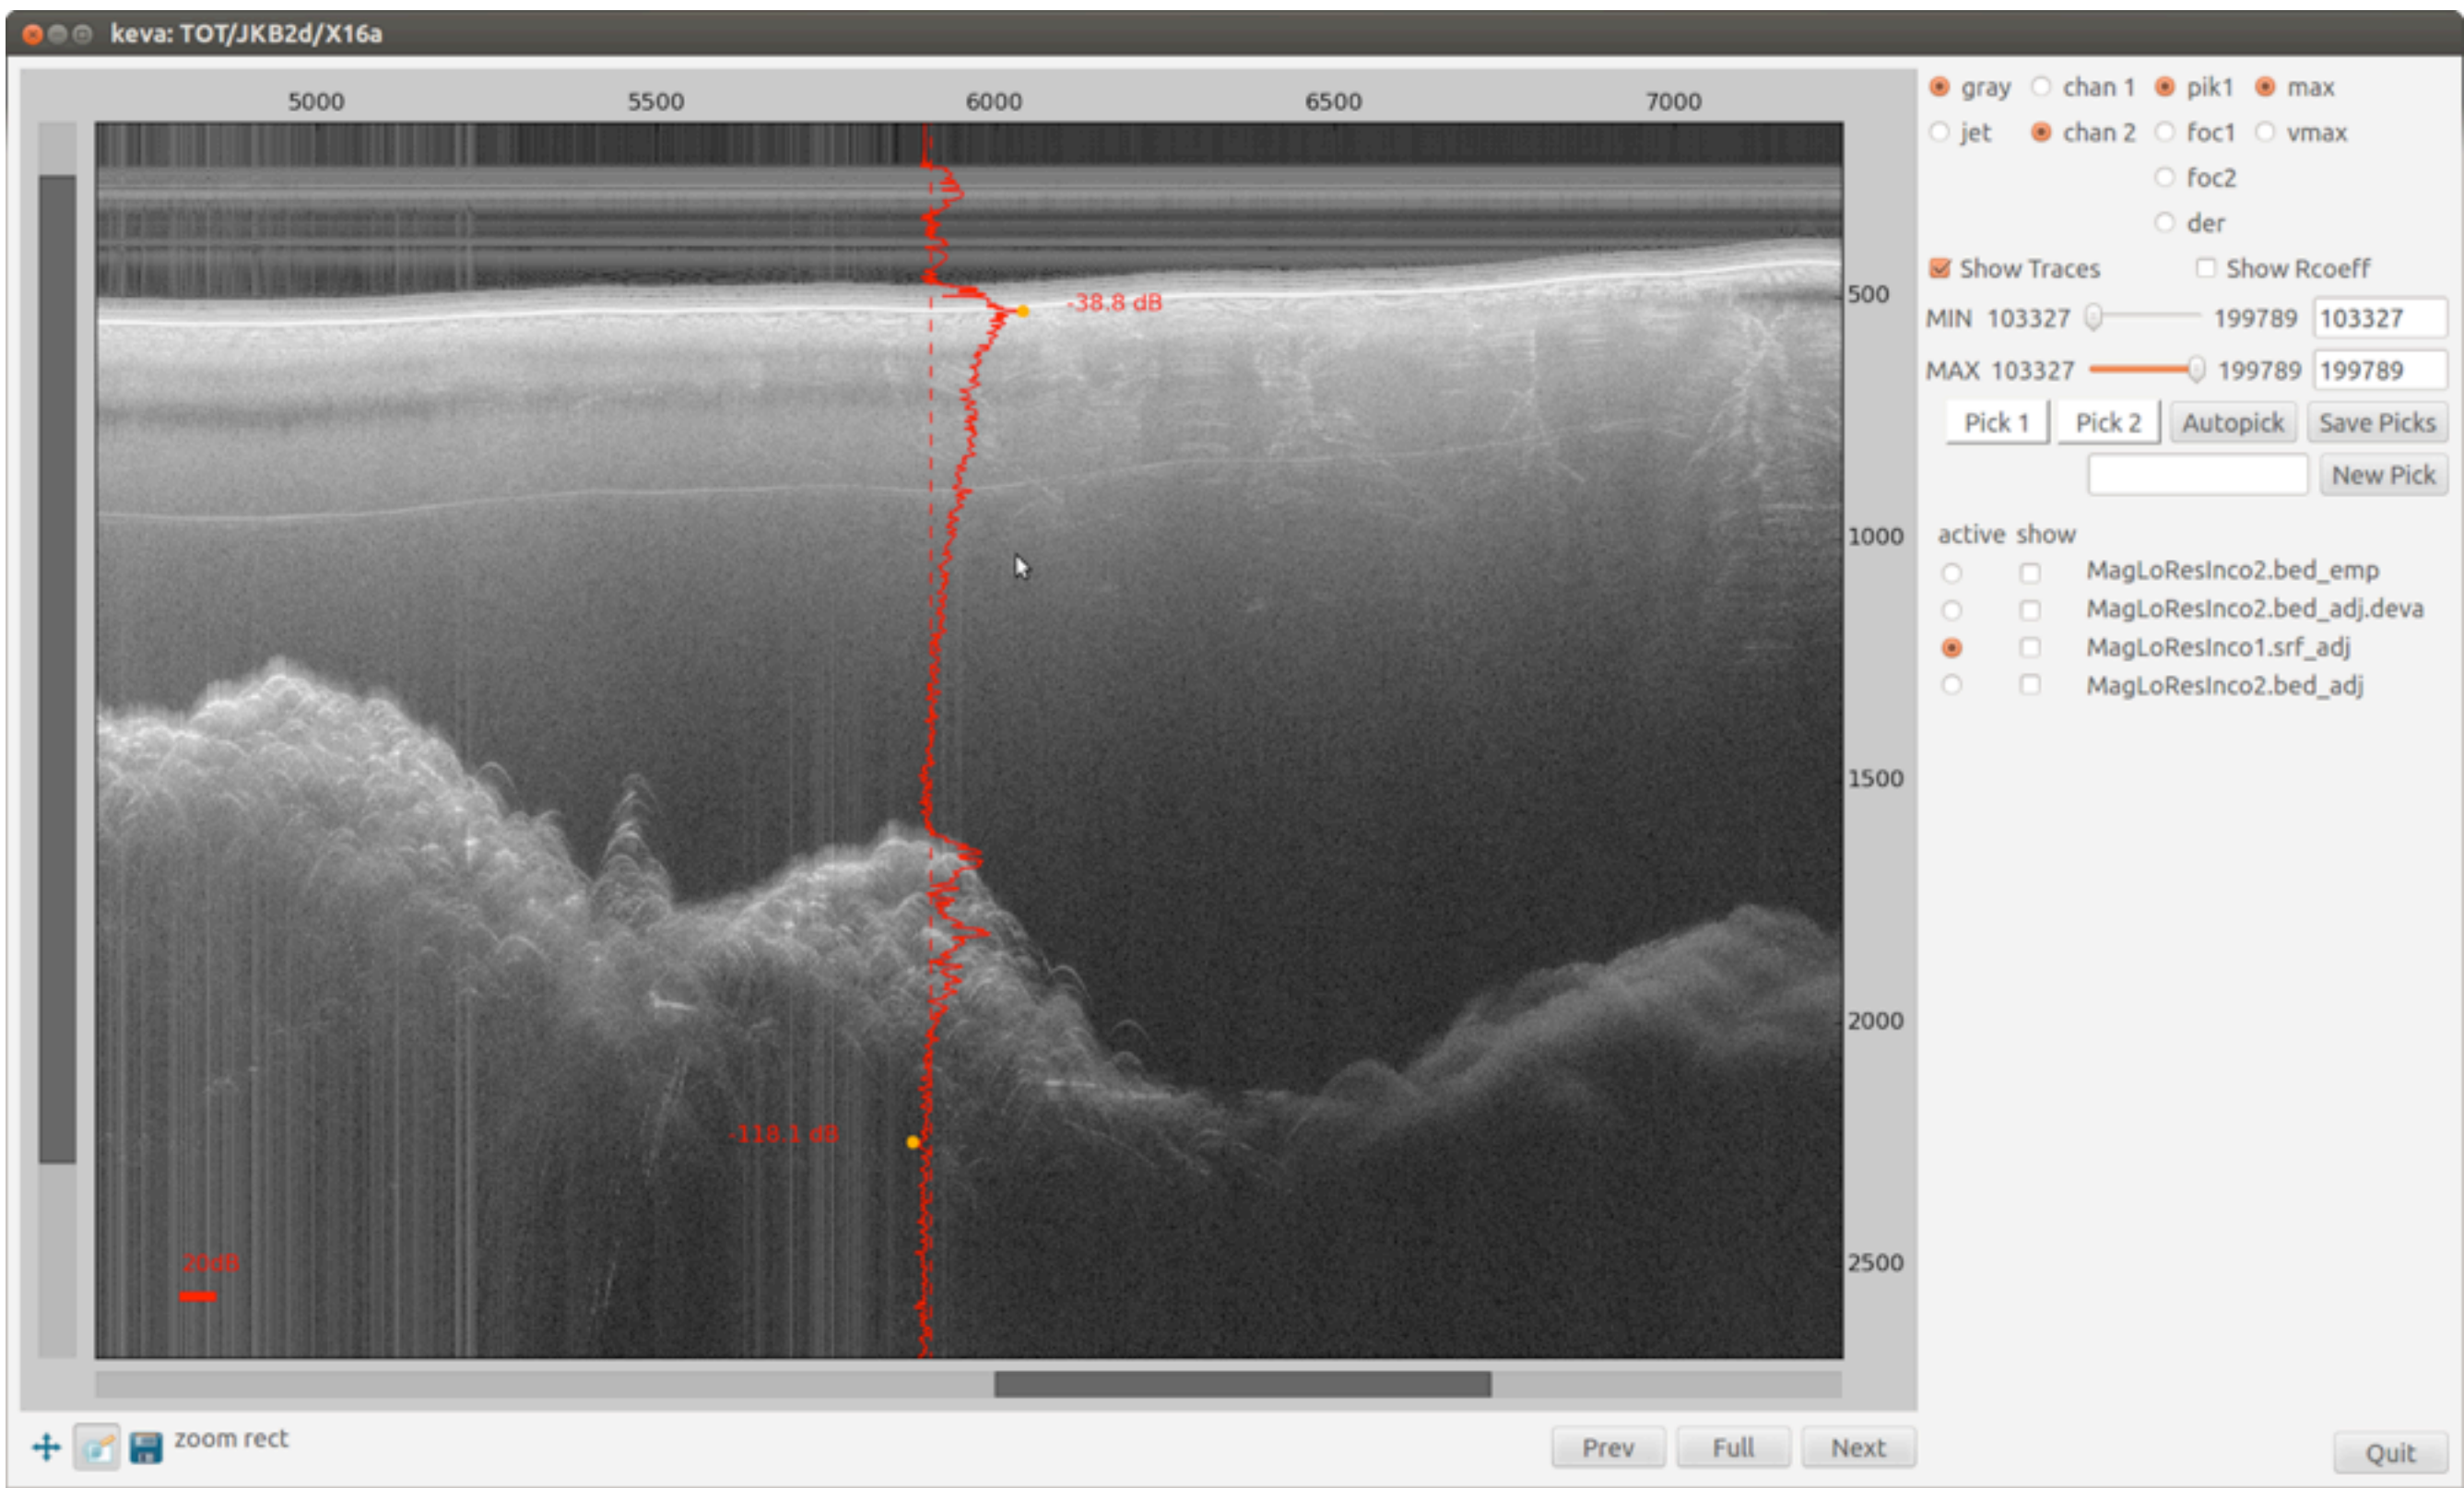 keva: TOT/JKB2d/X16a
5000 5500 6000 6500 7000
gray chan 1 pik1 max
jet chan 2 foc1 vmax
foc2
der
Show Traces Show Rcoeff
MIN 103327 199789 103327
MAX 103327 199789 199789
Pick 1 Pick 2 Autopick Save Picks
New Pick
active show
MagLoResInco2.bed_emp
MagLoResInco2.bed_adj.deva
MagLoResInco1.srf_adj
MagLoResInco2.bed_adj
500
-38.8 dB
1000
1500
2000
-118.1 dB
2500
20dB
zoom rect
Prev Full Next
Quit